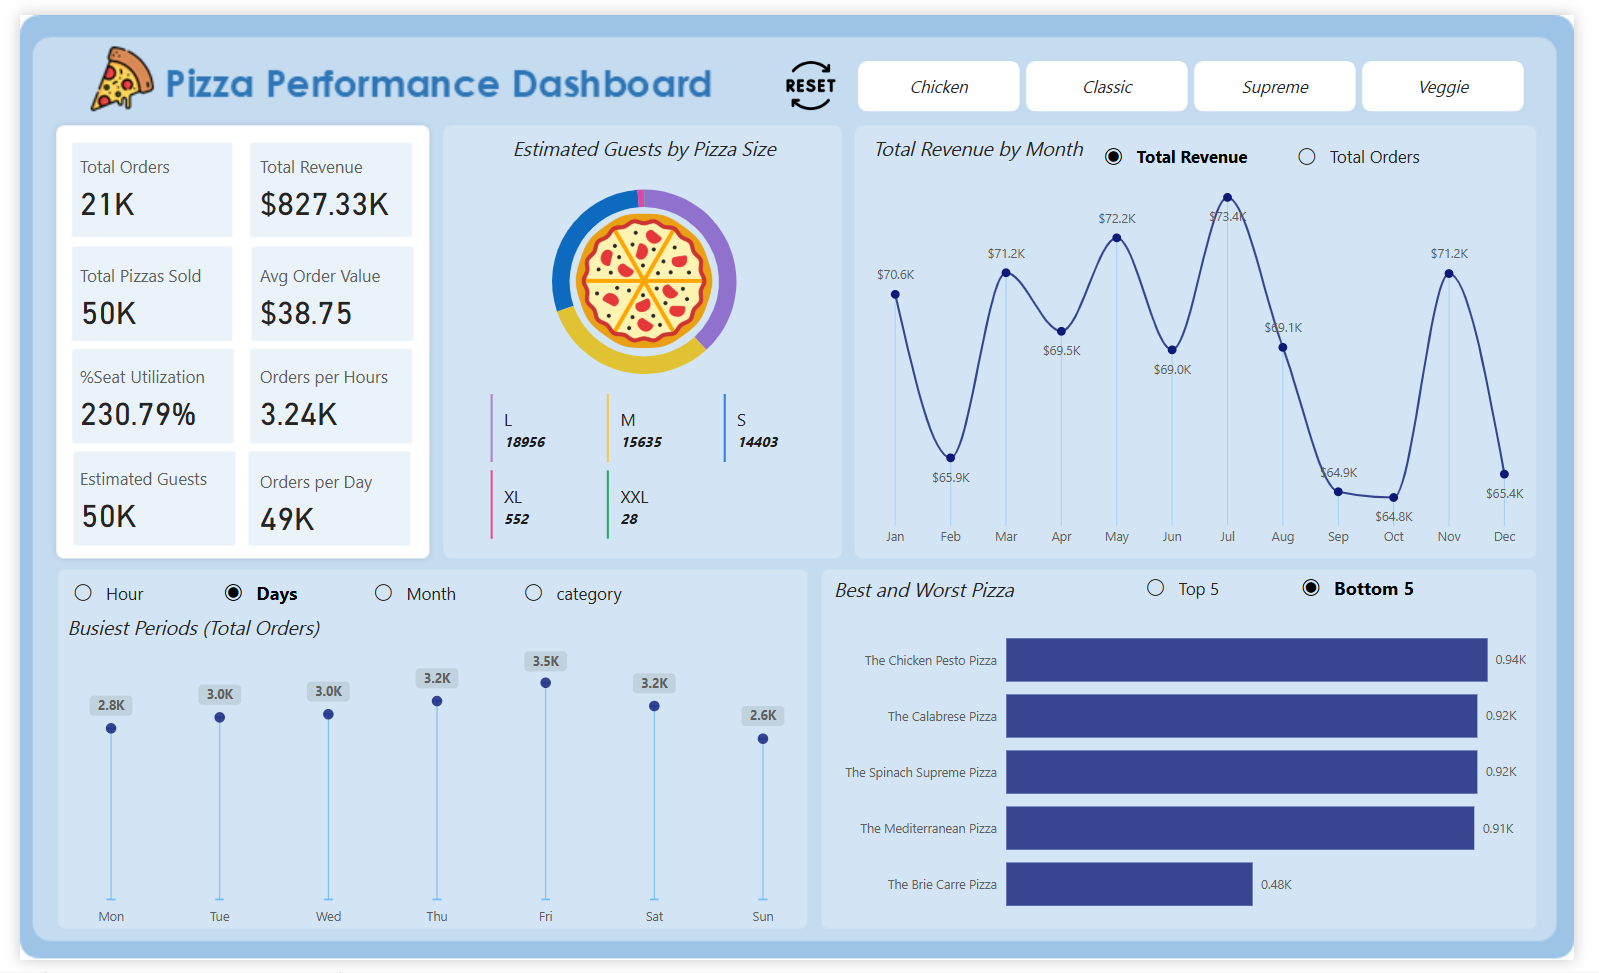 Pizza Performance Dashboard
RESET
Chicken
Classic
Supreme
Veggie
Total Orders
21K
Total Revenue
$827.33K
Total Pizzas Sold
50K
Avg Order Value
$38.75
%Seat Utilization
230.79%
Orders per Hours
3.24K
Estimated Guests
50K
Orders per Day
49K
Estimated Guests by Pizza Size
L
18956
M
15635
S
14403
XL
552
XXL
28
Total Revenue by Month
Total Revenue
Total Orders
$70.6K
$65.9K
$71.2K
$69.5K
$72.2K
$69.0K
$73.4K
$69.1K
$64.9K
$64.8K
$71.2K
$65.4K
Jan
Feb
Mar
Apr
May
Jun
Jul
Aug
Sep
Oct
Nov
Dec
Hour
Days
Month
category
Busiest Periods (Total Orders)
2.8K
3.0K
3.0K
3.2K
3.5K
3.2K
2.6K
Mon
Tue
Wed
Thu
Fri
Sat
Sun
Best and Worst Pizza
Top 5
Bottom 5
The Chicken Pesto Pizza
0.94K
The Calabrese Pizza
0.92K
The Spinach Supreme Pizza
0.92K
The Mediterranean Pizza
0.91K
The Brie Carre Pizza
0.48K